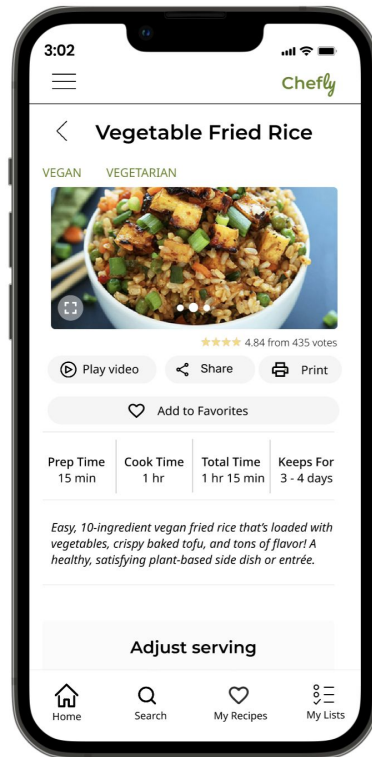 3:02
Chefly
Vegetable Fried Rice
VEGAN VEGETARIAN
4.84 from 435 votes
Play video Share Print
Add to Favorites
Prep Time Cook Time Total Time Keeps For
15 min 1 hr 1 hr 15 min 3 - 4 days
Easy, 10-ingredient vegan fried rice that's loaded with
vegetables, crispy baked tofu, and tons of flavor! A
healthy, satisfying plant-based side dish or entrée.
Adjust serving
Home Search My Recipes My Lists